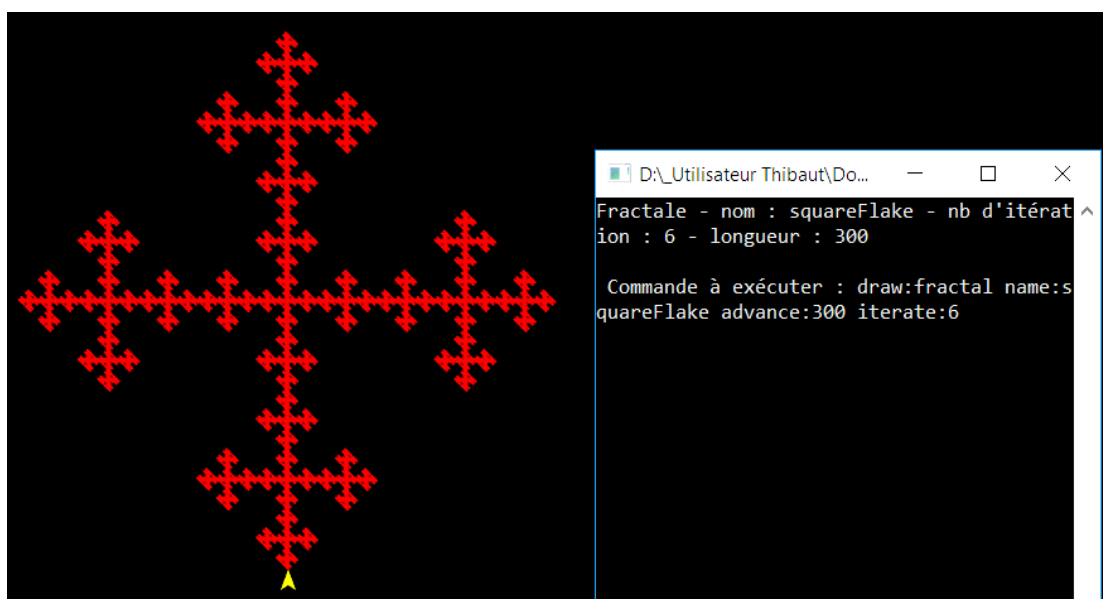 D:\_Utilisateur Thibaut\Do...
Fractale - nom : squareFlake - nb d'itérat
ion : 6 - longueur : 300
Commande à exécuter : draw:fractal name:s
quareFlake advance:300 iterate:6